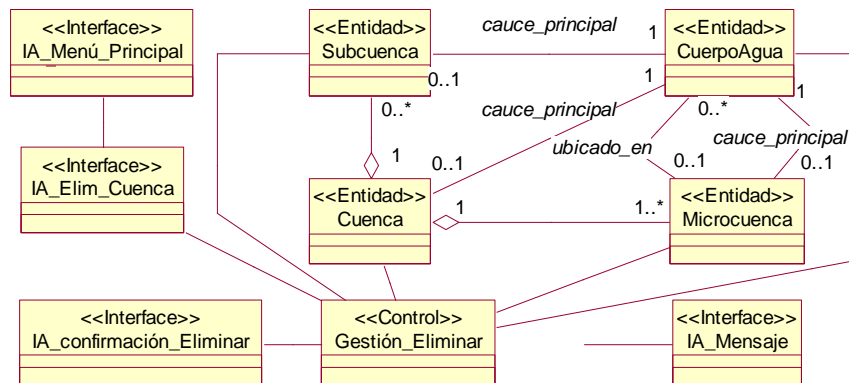 <<Interface>>
IA_Menú_Principal
<<Entidad>>
Subcuenca
cauce_principal
1
<<Entidad>>
CuerpoAgua
0..1
1
1
0..*
0..*
cauce_principal
<<Interface>>
IA_Elim_Cuenca
ubicado_en
cauce_principal
1
0..1
0..1
0..1
<<Entidad>>
Cuenca
1
1..*
<<Entidad>>
Microcuenca
<<Interface>>
IA_confirmación_Eliminar
<<Control>>
Gestión_Eliminar
<<Interface>>
IA_Mensaje